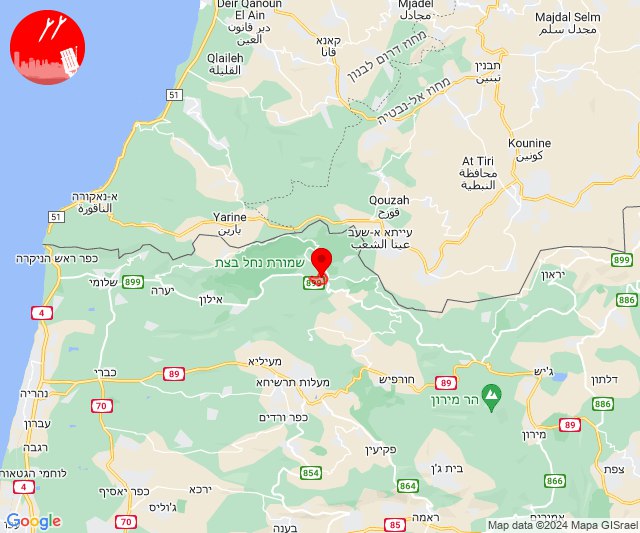 Deir Qanoun
El Ain
دير قانون
العين
Mjadel
مجادل
Majdal Selm
مجدل سلم
קאנא
قانا
מחוז דרום לבנון
תבנין
تبنين
Qlaileh
القليلة
מחוז אל-נבטיה
51
Kounine
كونين
At Tiri
محافظة
النبطية
א-נאקורה
الناقورة
Qouzah
قوزح
51
Yarine
يارين
עייתא א-שעב
عيتا الشعب
כפר ראש הניקרה
שמורת נחל בצת
יראון
899
שלומי
899
899
יערה
אילון
4
886
מעיליא
כברי
89
מעלות תרשיחא
חורפיש
89
ג'יש
דלתון
הר מירון
נהריה
70
886
כפר ורדים
עברון
89
רגבה
מירון
פקיעין
צפת
לוחמי הגטאות
854
בית ג'ן
4
כפר יאסיף
ירכא
864
866
ג'וליס
ראמה
70
בענה
85
אמירים
Google
Map data ©2024 Mapa GISrael